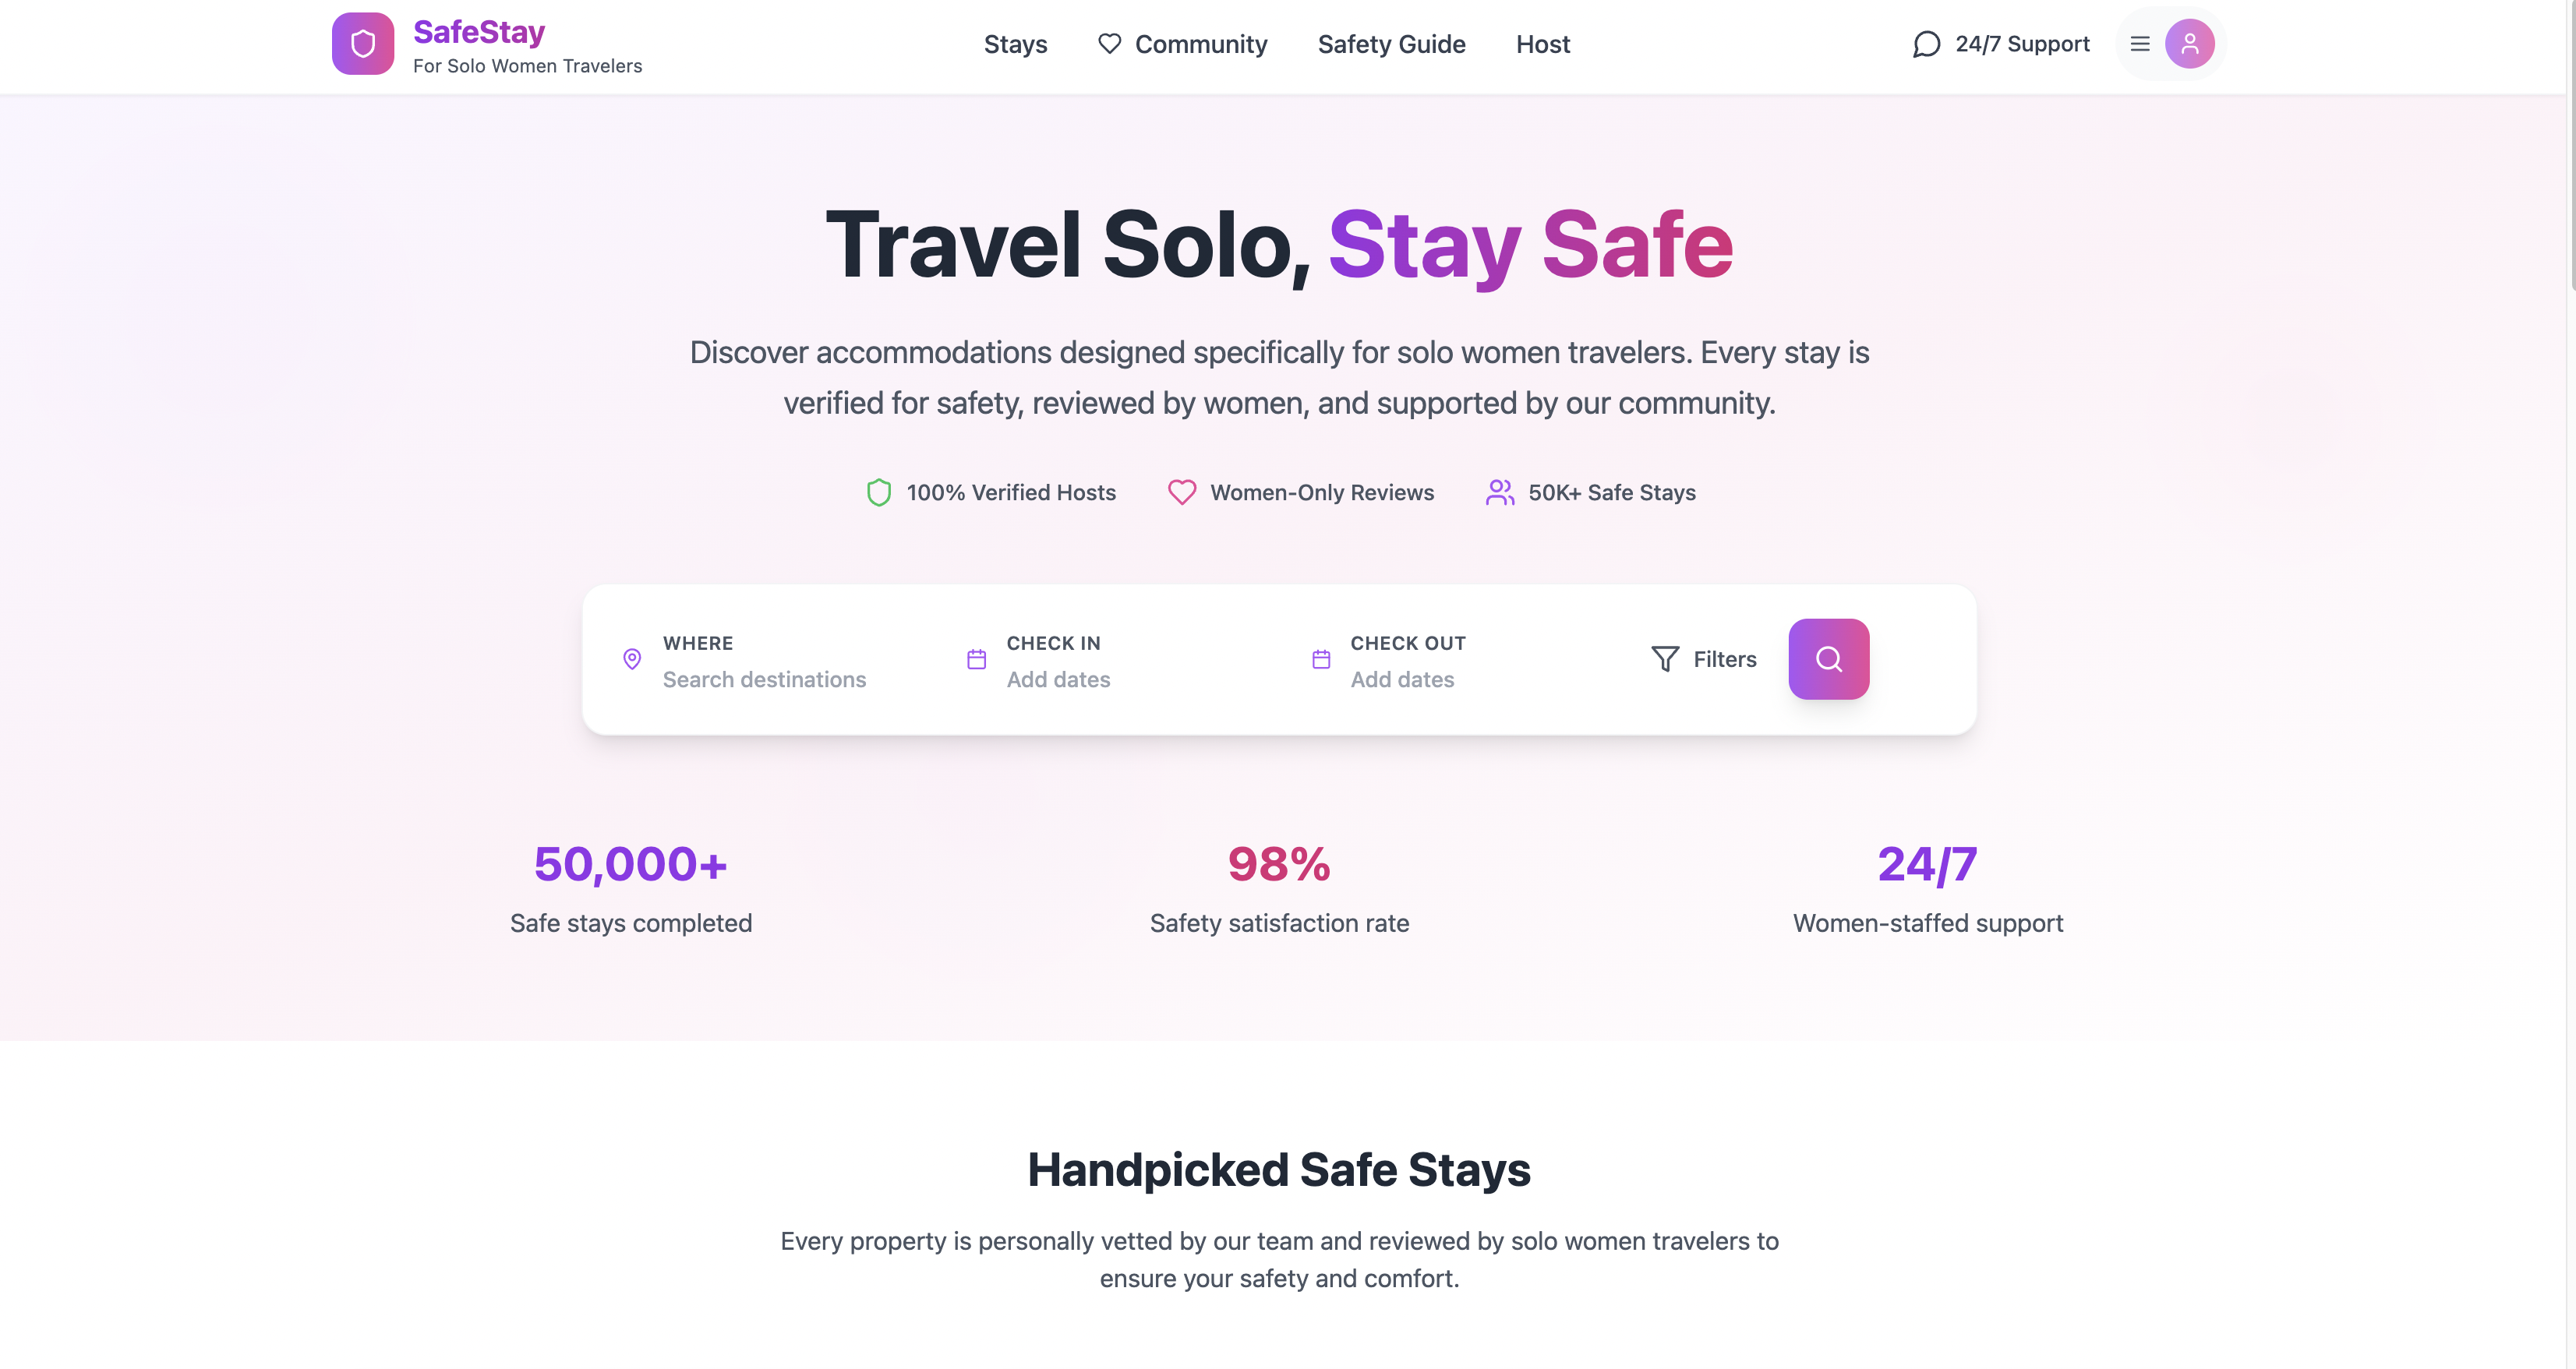 SafeStay
For Solo Women Travelers
Stays
Community
Safety Guide
Host
24/7 Support
Travel Solo, Stay Safe
Discover accommodations designed specifically for solo women travelers. Every stay is
verified for safety, reviewed by women, and supported by our community.
100% Verified Hosts
Women-Only Reviews
50K+ Safe Stays
WHERE
Search destinations
CHECK IN
Add dates
CHECK OUT
Add dates
Filters
50,000+
Safe stays completed
98%
Safety satisfaction rate
24/7
Women-staffed support
Handpicked Safe Stays
Every property is personally vetted by our team and reviewed by solo women travelers to
ensure your safety and comfort.